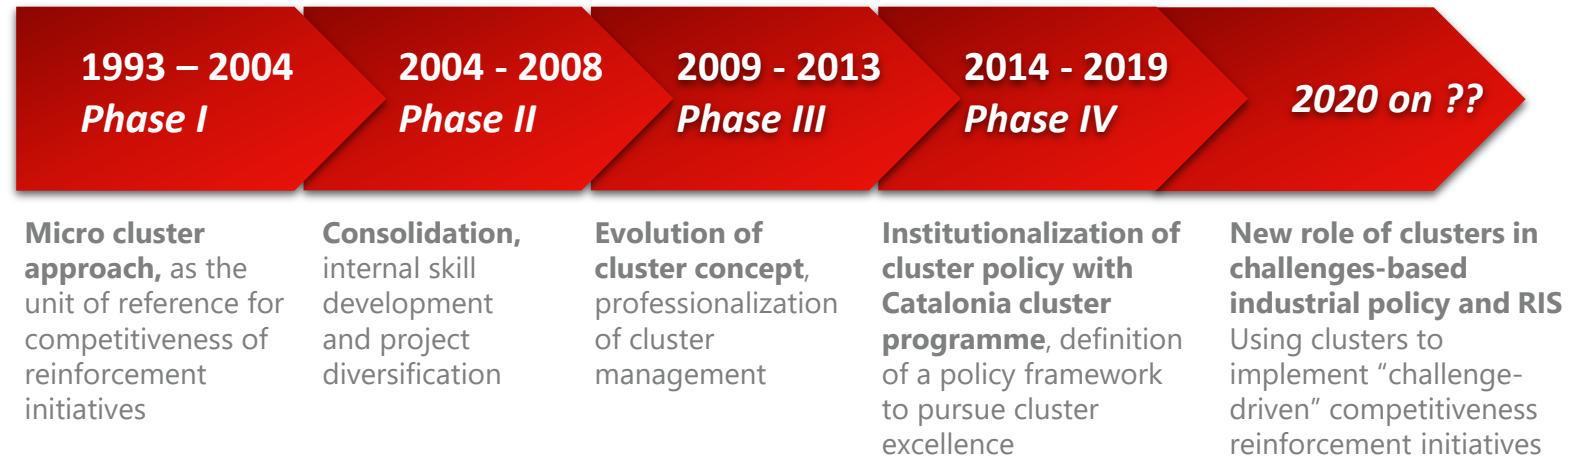 1993 – 2004
Phase I
2004 - 2008
Phase II
2009 - 2013
Phase III
2014 - 2019
Phase IV
2020 on ??
Micro cluster
approach, as the
unit of reference for
competitiveness of
reinforcement
initiatives
Consolidation,
internal skill
development
and project
diversification
Evolution of
cluster concept,
professionalization
of cluster
management
Institutionalization of
cluster policy with
Catalonia cluster
programme, definition
of a policy framework
to pursue cluster
excellence
New role of clusters in
challenges-based
industrial policy and RIS
Using clusters to
implement “challenge-
driven” competitiveness
reinforcement initiatives